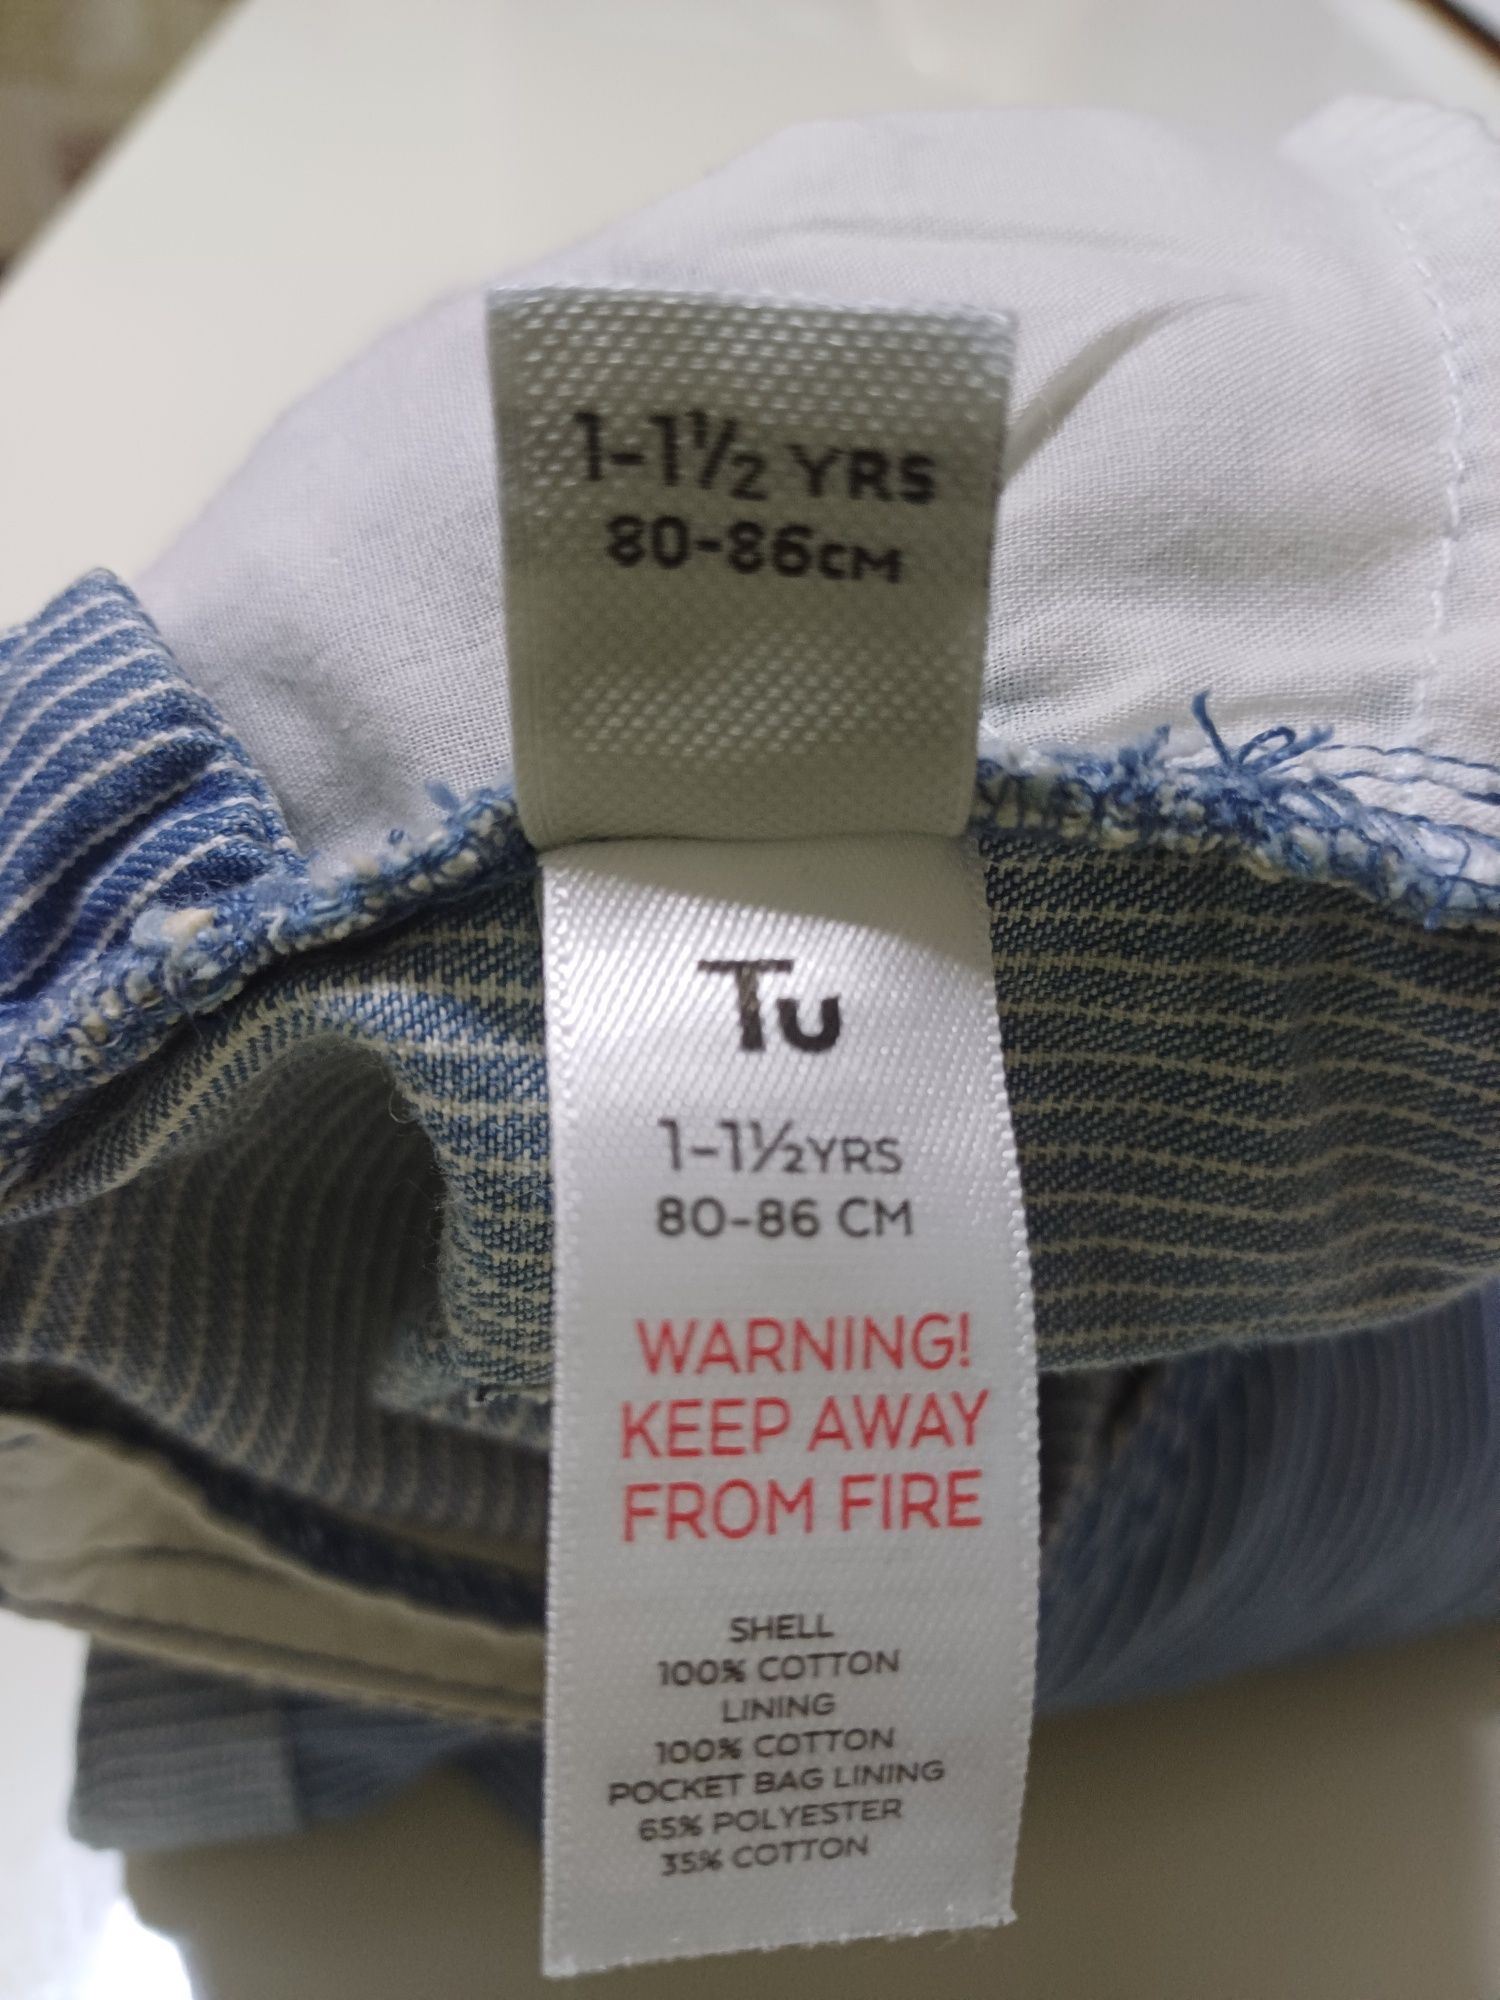 1-1½ YRS
80-86CM
Tu
1-1½YRS
80-86 CM
WARNING!
KEEP AWAY
FROM FIRE
SHELL
100% COTTON
LINING
100% COTTON
POCKET BAG LINING
65% POLYESTER
35% COTTON